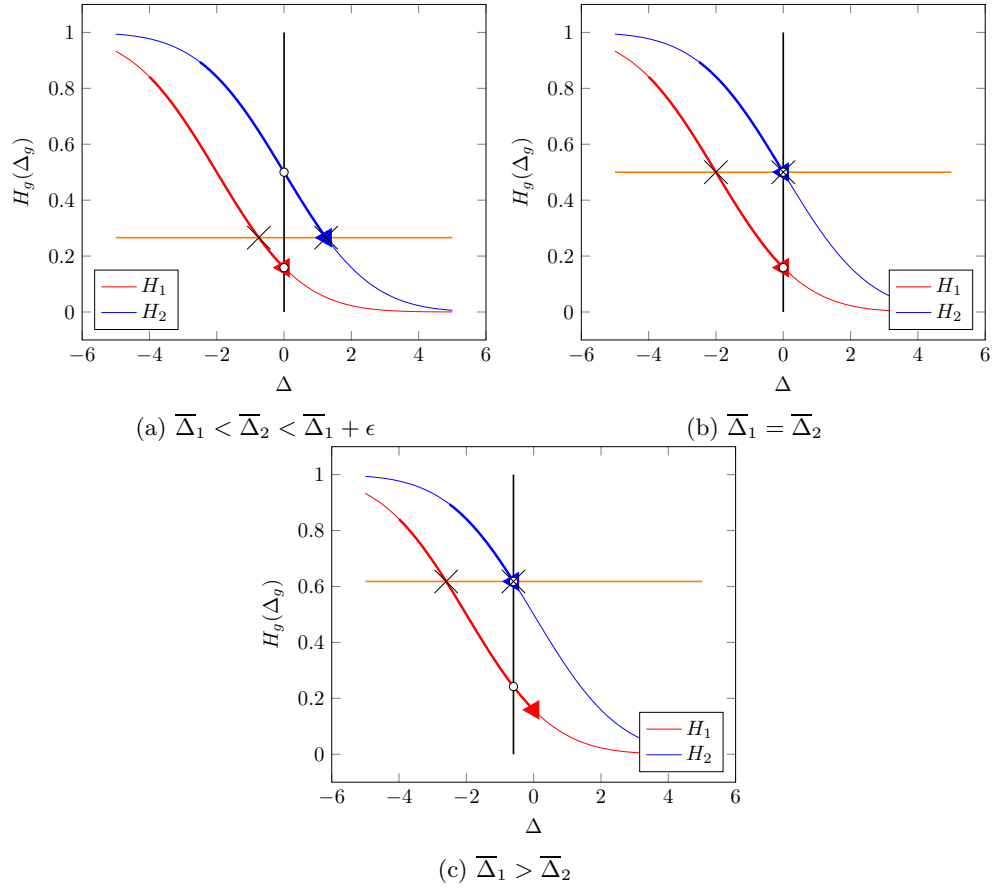 1
0.8
0.6
0.4
0.2
0
−6 −4 −2 0 2 4 6
H_g(Δ_g)
Δ
H_1
H_2
(a) \overline{Δ}_1 < \overline{Δ}_2 < \overline{Δ}_1 + ϵ
1
0.8
0.6
0.4
0.2
0
−6 −4 −2 0 2 4 6
H_g(Δ_g)
Δ
H_1
H_2
(b) \overline{Δ}_1 = \overline{Δ}_2
1
0.8
0.6
0.4
0.2
0
−6 −4 −2 0 2 4 6
H_g(Δ_g)
Δ
H_1
H_2
(c) \overline{Δ}_1 > \overline{Δ}_2